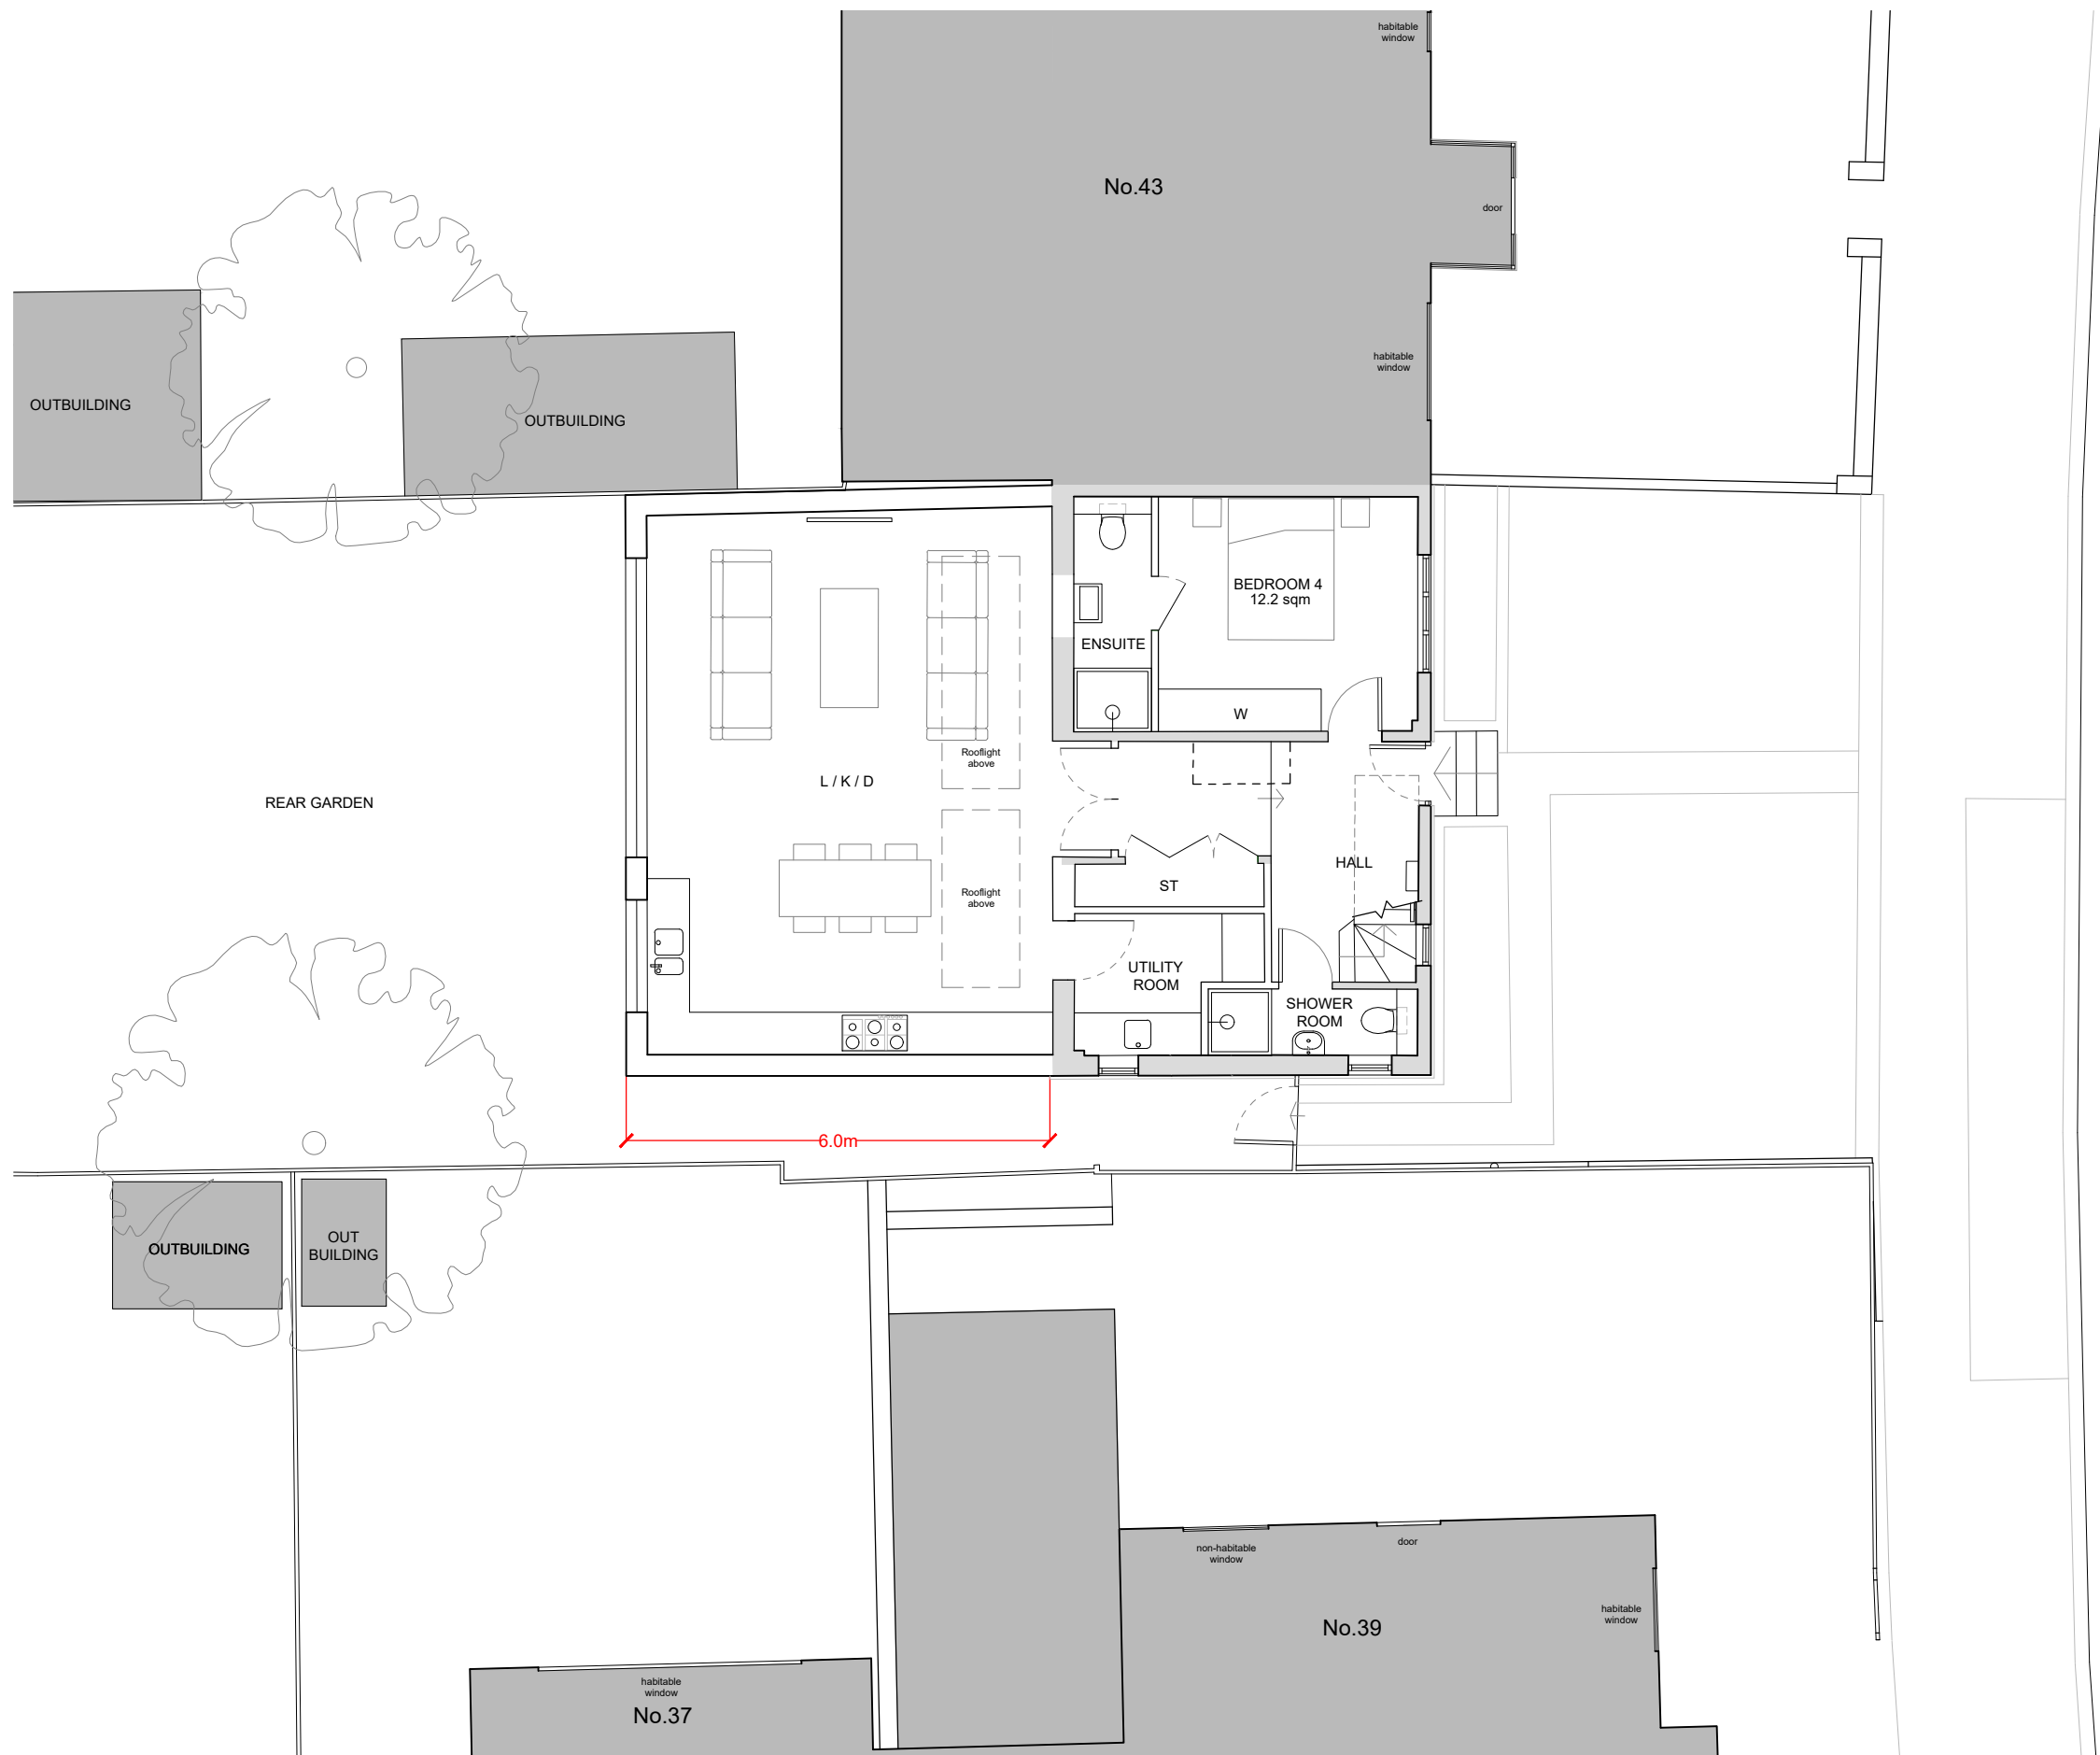 habitable
window
No.43
door
habitable
window
OUTBUILDING
OUTBUILDING
BEDROOM 4
12.2 sqm
ENSUITE
W
Rooflight
above
L / K / D
REAR GARDEN
HALL
ST
Rooflight
above
UTILITY
ROOM
SHOWER
ROOM
6.0m
OUTBUILDING
OUT
BUILDING
non-habitable
window
door
habitable
window
No.39
habitable
window
No.37